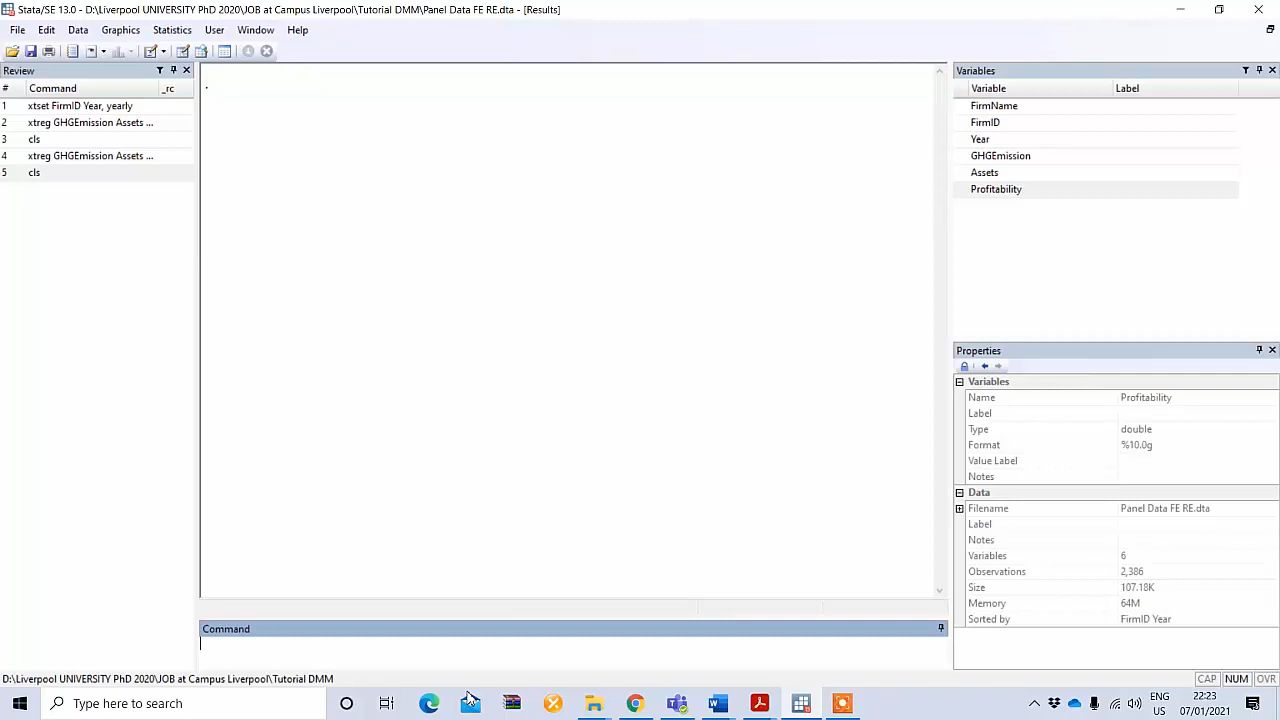 Stata/SE 13.0 - D:\Liverpool UNIVERSITY PhD 2020\JOB at Campus Liverpool\Tutorial DMM\Panel Data FE RE.dta - [Results]
File Edit Data Graphics Statistics User Window Help
Review
# Command _rc
1 xtset FirmID Year, yearly
2 xtreg GHGEmission Assets ...
3 cls
4 xtreg GHGEmission Assets ...
5 cls
.
Variables
Variable Label
FirmName
FirmID
Year
GHGEmission
Assets
Profitability
Properties
Variables
Name Profitability
Label
Type double
Format %10.0g
Value Label
Notes
Data
Filename Panel Data FE RE.dta
Label
Notes
Variables 6
Observations 2,386
Size 107.18K
Memory 64M
Sorted by FirmID Year
Command
D:\Liverpool UNIVERSITY PhD 2020\JOB at Campus Liverpool\Tutorial DMM
CAP NUM OVR
Type here to search
ENG
US
22:23
07/01/2021